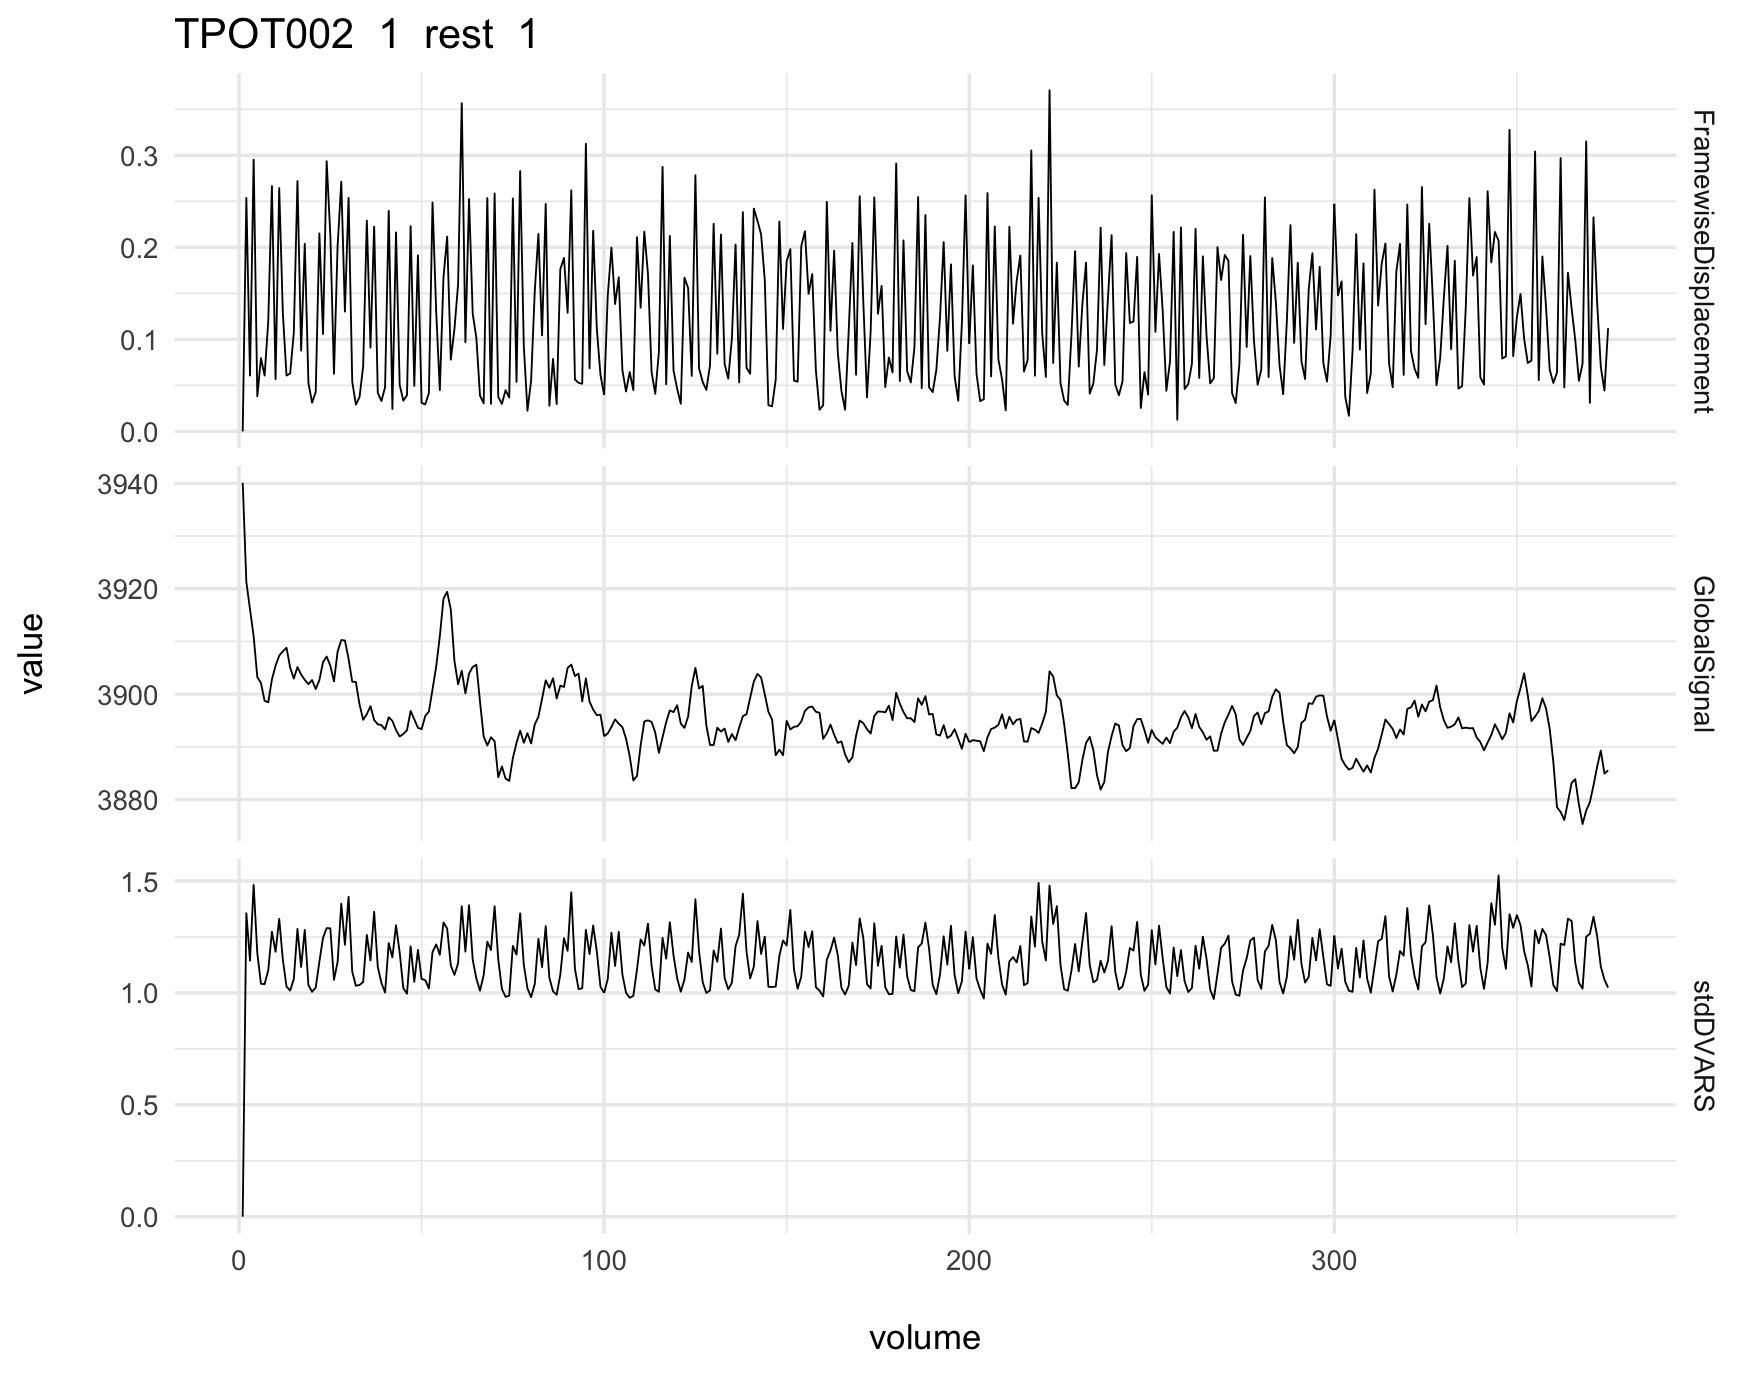 TPOT002 1 rest 1
0.3
0.2
0.1
0.0
FramewiseDisplacement
3940
3920
3900
3880
GlobalSignal
value
1.5
1.0
0.5
0.0
stdDVARS
0 100 200 300
volume